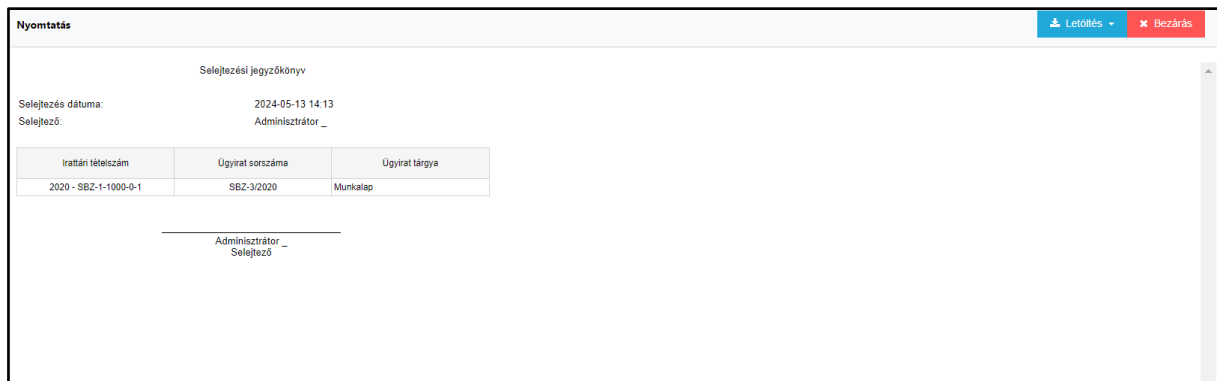 Nyomtatás
Letöltés
Bezárás
Selejtezési jegyzőkönyv
Selejtezés dátuma: 2024-05-13 14:13
Selejtező: Adminisztrátor _
Irattári tételszám Ügyirat sorszáma Ügyirat tárgya
2020 - SBZ-1-1000-0-1 SBZ-3/2020 Munkalap
Adminisztrátor _
Selejtező